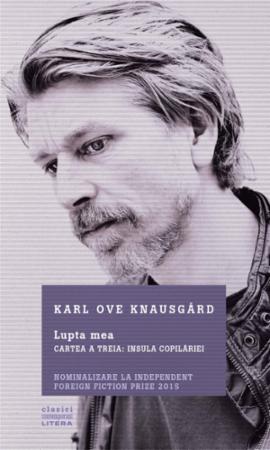 KARL OVE KNAUSGÅRD
Lupta mea
CARTEA A TREIA: INSULA COPILĂRIEI
NOMINALIZARE LA INDEPENDENT
FOREIGN FICTION PRIZE 2015
clasici
contemporani
LITERA